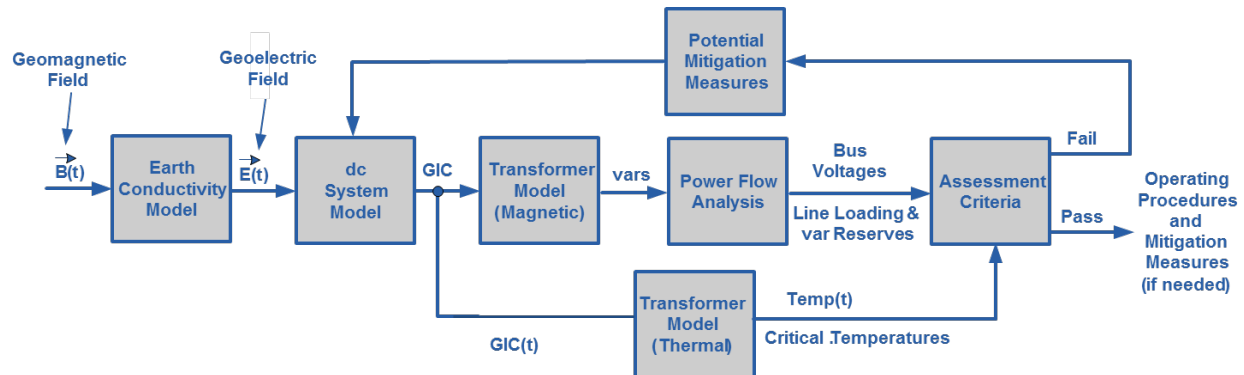 Geomagnetic
Field
Geoelectric
Field
Potential
Mitigation
Measures
B(t)
Earth
Conductivity
Model
E(t)
dc
System
Model
GIC
Transformer
Model
(Magnetic)
vars
Power Flow
Analysis
Bus
Voltages
Line Loading &
var Reserves
Assessment
Criteria
Fail
Pass
Operating
Procedures
and
Mitigation
Measures
(if needed)
GIC(t)
Transformer
Model
(Thermal)
Temp(t)
Critical .Temperatures